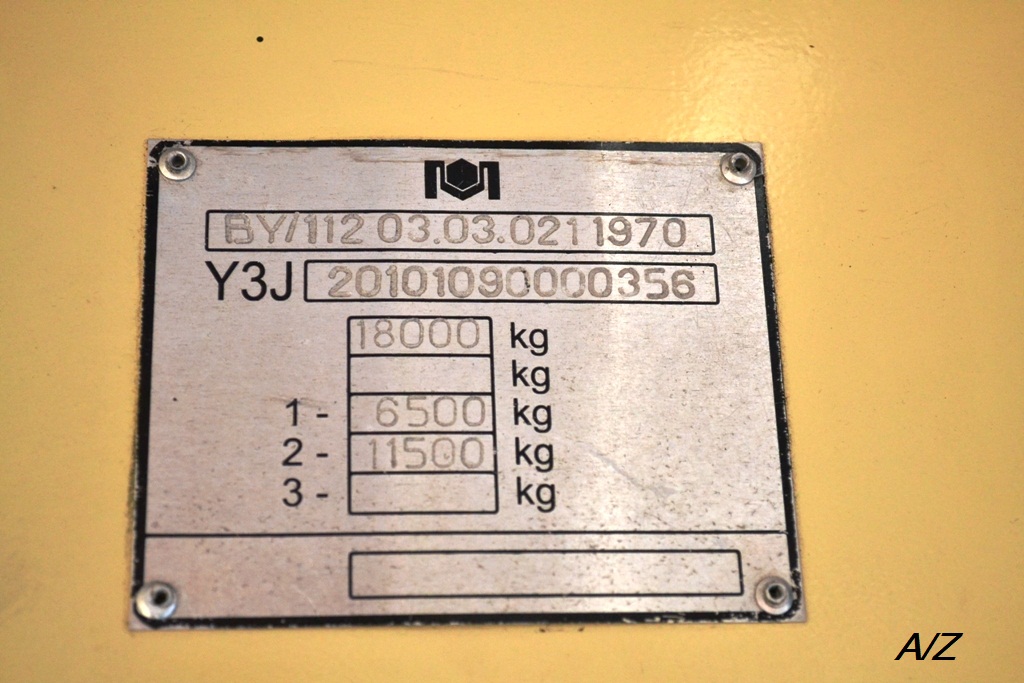 BY/112 03.03.0211970
Y3J 20101090000356
18000 kg
kg
1 - 6500 kg
2 - 11500 kg
3 - kg
A/Z